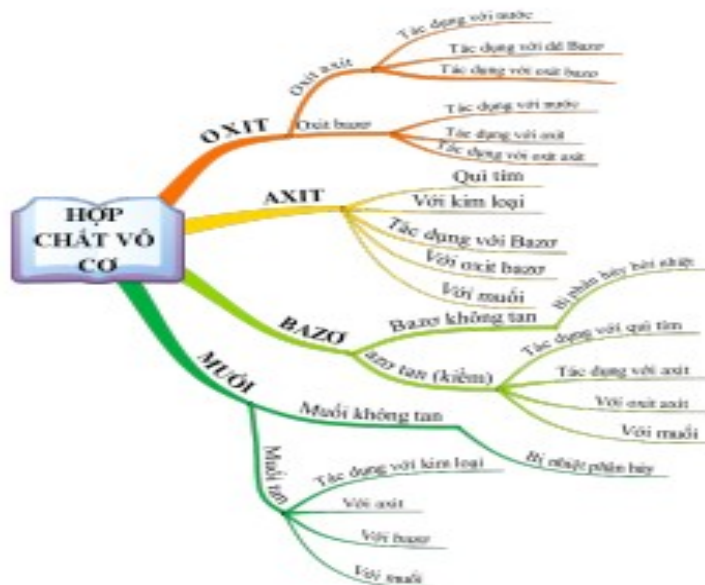 HỢP
CHẤT VÔ
CƠ
OXIT
Oxit axit
Tác dụng với nước
Tác dụng với dd Bazơ
Tác dụng với oxit bazơ
Oxit bazơ
Tác dụng với nước
Tác dụng với axit
Tác dụng với oxit axit
AXIT
Quì tím
Với kim loại
Tác dụng với Bazơ
Với oxit bazơ
Với muối
BAZƠ
Bazơ không tan
Bị phân hủy bởi nhiệt
azơ tan (kiềm)
Tác dụng với quì tím
Tác dụng với axit
Với oxit axit
Với muối
MUỐI
Muối không tan
Bị nhiệt phân hủy
Muối tan
Tác dụng với kim loại
Với axit
Với bazơ
Với muối